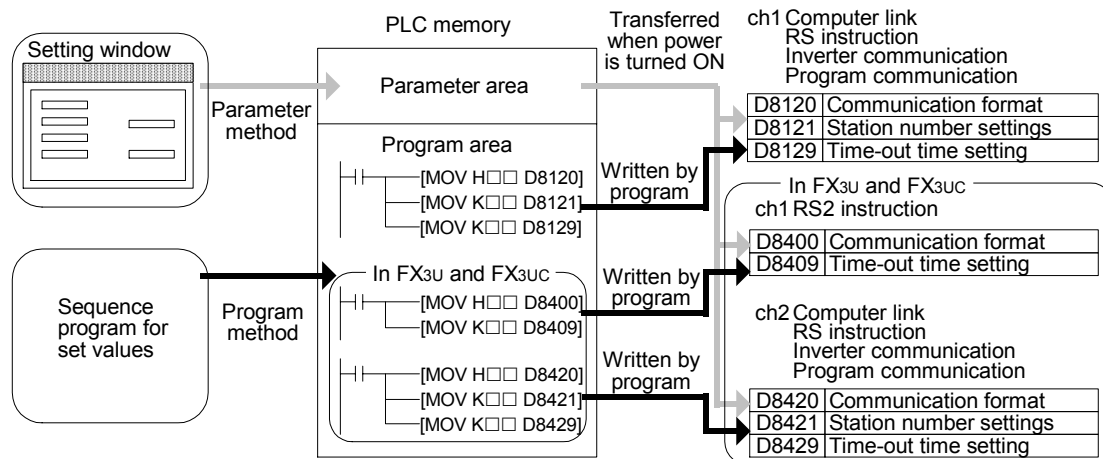 Setting window
Parameter
method
Sequence
program for
set values
Program
method
PLC memory
Parameter area
Program area
[MOV H□□ D8120]
[MOV K□□ D8121]
[MOV K□□ D8129]
In FX3U and FX3UC
[MOV H□□ D8400]
[MOV K□□ D8409]
[MOV H□□ D8420]
[MOV K□□ D8421]
[MOV K□□ D8429]
Transferred
when power
is turned ON
Written by
program
Written by
program
Written by
program
ch1 Computer link
RS instruction
Inverter communication
Program communication
D8120 Communication format
D8121 Station number settings
D8129 Time-out time setting
In FX3U and FX3UC
ch1 RS2 instruction
D8400 Communication format
D8409 Time-out time setting
ch2 Computer link
RS instruction
Inverter communication
Program communication
D8420 Communication format
D8421 Station number settings
D8429 Time-out time setting